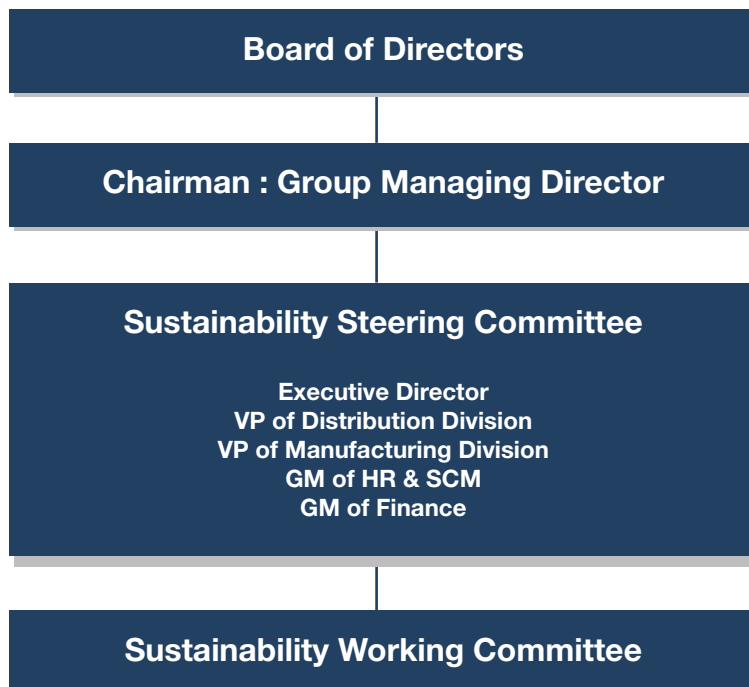 Board of Directors
Chairman : Group Managing Director
Sustainability Steering Committee
Executive Director
VP of Distribution Division
VP of Manufacturing Division
GM of HR & SCM
GM of Finance
Sustainability Working Committee